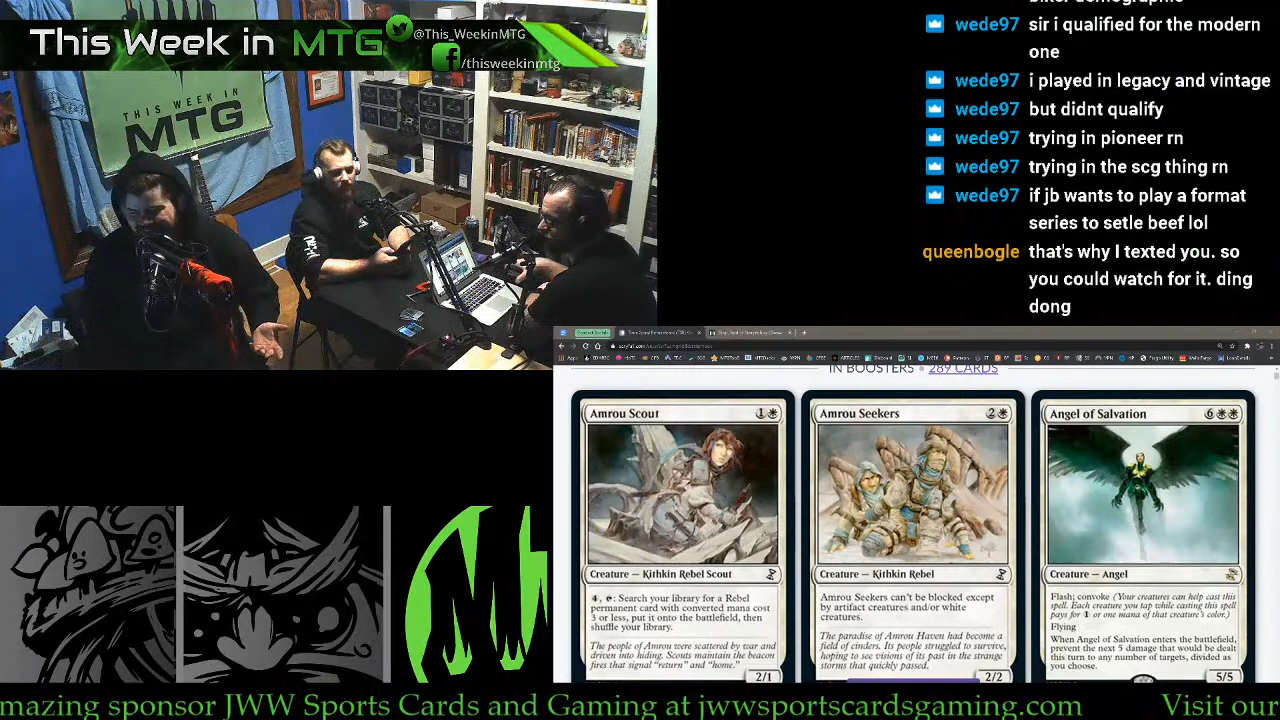 This Week in MTG
@This_WeekinMTG
/thisweekinmtg
THIS WEEK IN
MTG
wede97 sir i qualified for the modern
one
wede97 i played in legacy and vintage
wede97 but didnt qualify
wede97 trying in pioneer rn
wede97 trying in the scg thing rn
wede97 if jb wants to play a format
series to setle beef lol
queenbogle that's why I texted you. so
you could watch for it. ding
dong
IN BOOSTERS • 289 CARDS
Amrou Scout 1
Creature — Kithkin Rebel Scout
4, : Search your library for a Rebel
permanent card with converted mana cost
3 or less, put it onto the battlefield, then
shuffle your library.
The people of Amrou were scattered by war and
driven into hiding. Scouts maintain the beacon
fires that signal "return" and "home."
2/1
Amrou Seekers 2
Creature — Kithkin Rebel
Amrou Seekers can't be blocked except
by artifact creatures and/or white
creatures.
The paradise of Amrou Haven had become a
field of cinders. Its people struggled to survive,
hoping to see visions of its past in the strange
storms that quickly passed.
2/2
Angel of Salvation 6
Creature — Angel
Flash; convoke (Your creatures can help cast this
spell. Each creature you tap while casting this spell
pays for 1 or one mana of that creature's color.)
Flying
When Angel of Salvation enters the battlefield,
prevent the next 5 damage that would be dealt
this turn to any number of targets, divided as
you choose.
5/5
mazing sponsor JWW Sports Cards and Gaming at jwwsportscardsgaming.com Visit our